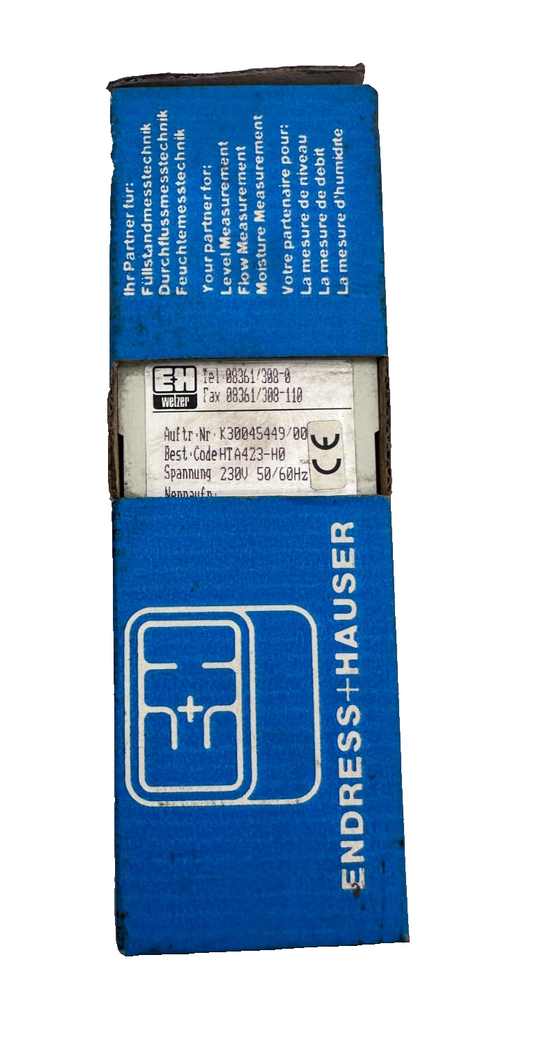 Ihr Partner für:
Füllstandmesstechnik
Durchflussmesstechnik
Feuchtemesstechnik
Your partner for:
Level Measurement
Flow Measurement
Moisture Measurement
Votre partenaire pour:
La mesure de niveau
La mesure de debit
La mesure d'humidite
E+H
wetzer
Tel 08361/308-0
Fax 08361/308-110
Auftr.Nr. K30045449/00
Best.Code HTA423-H0
Spannung 230V 50/60Hz
Nennaufn.
CE
E+H
ENDRESS+HAUSER